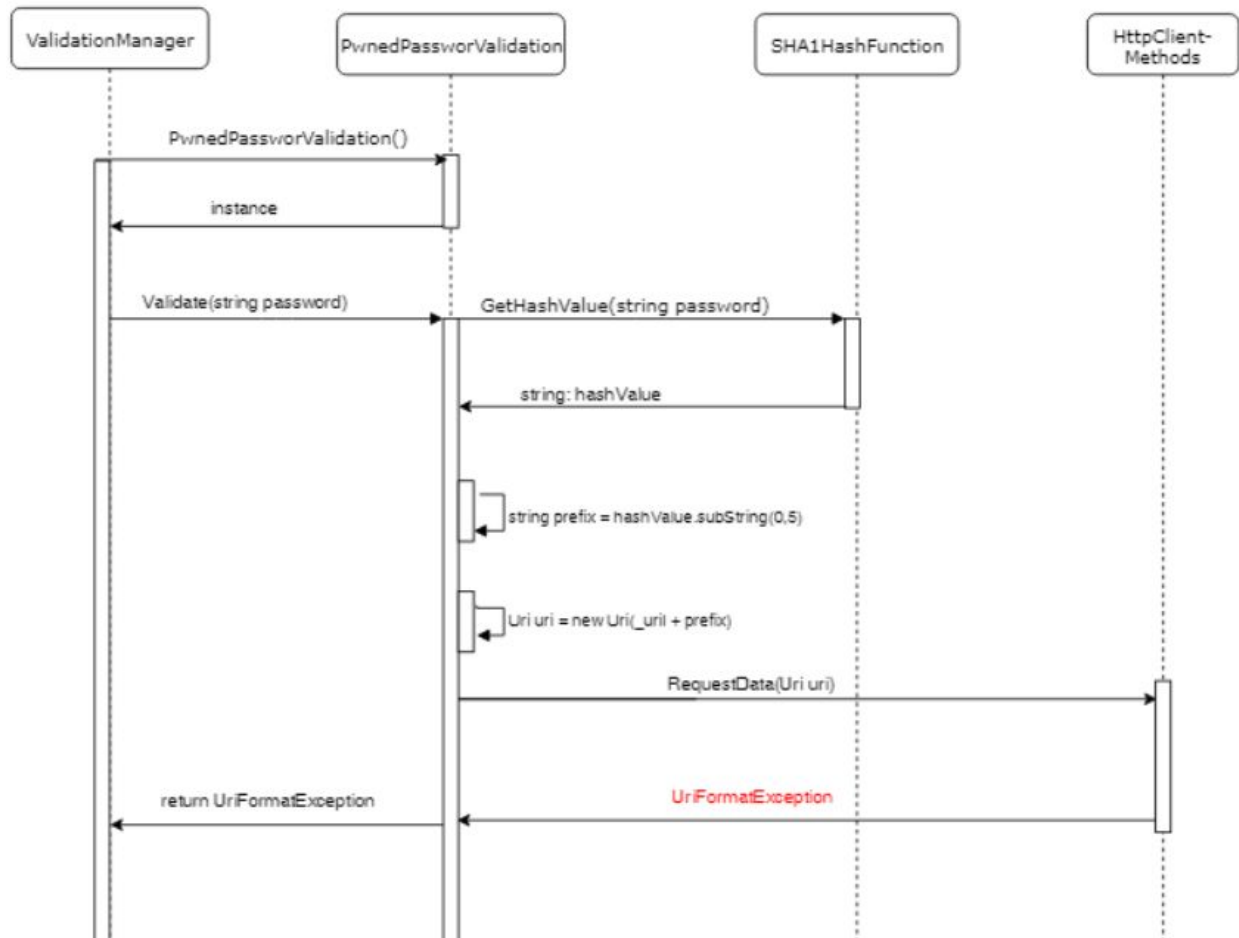 ValidationManager
PwnedPassworValidation
SHA1HashFunction
HttpClient-
Methods
PwnedPassworValidation()
instance
Validate(string password)
GetHashValue(string password)
string: hashValue
string prefix = hashValue.subString(0,5)
Uri uri = new Uri(_uril + prefix)
RequestData(Uri uri)
return UriFormatException
UriFormatException